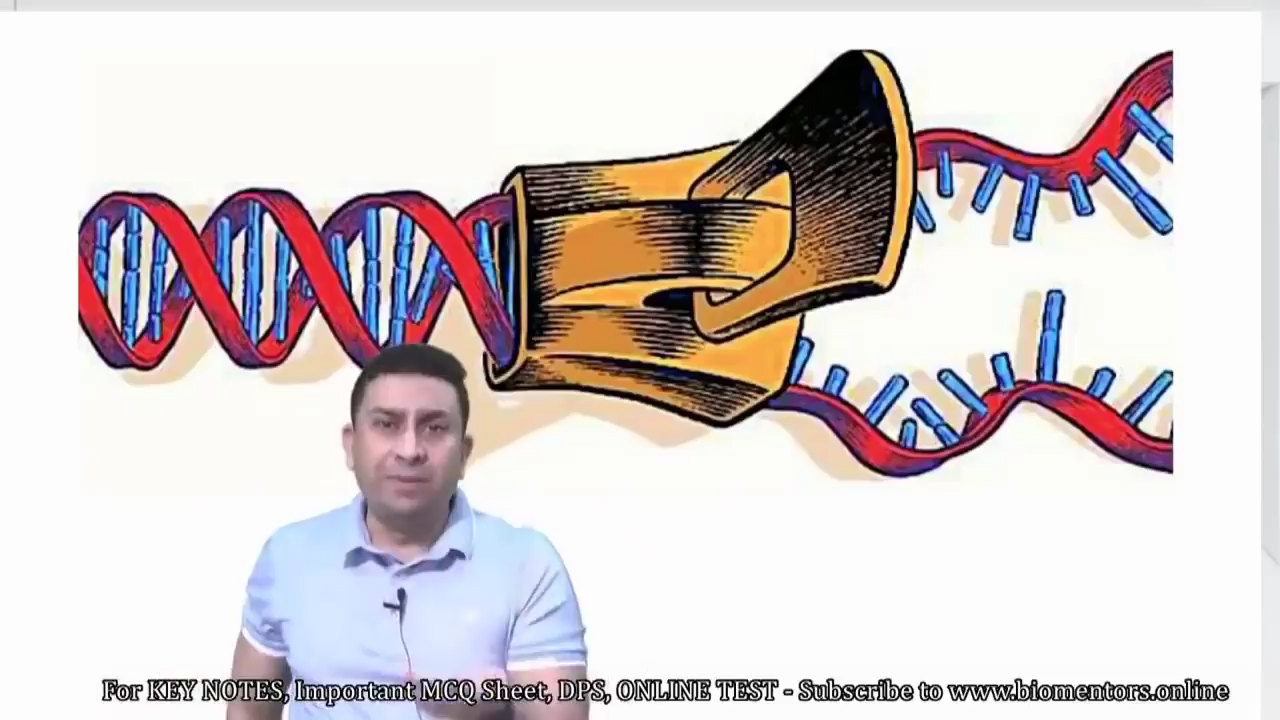 For KEY NOTES, Important MCQ Sheet, DPS, ONLINE TEST - Subscribe to www.biomentors.online